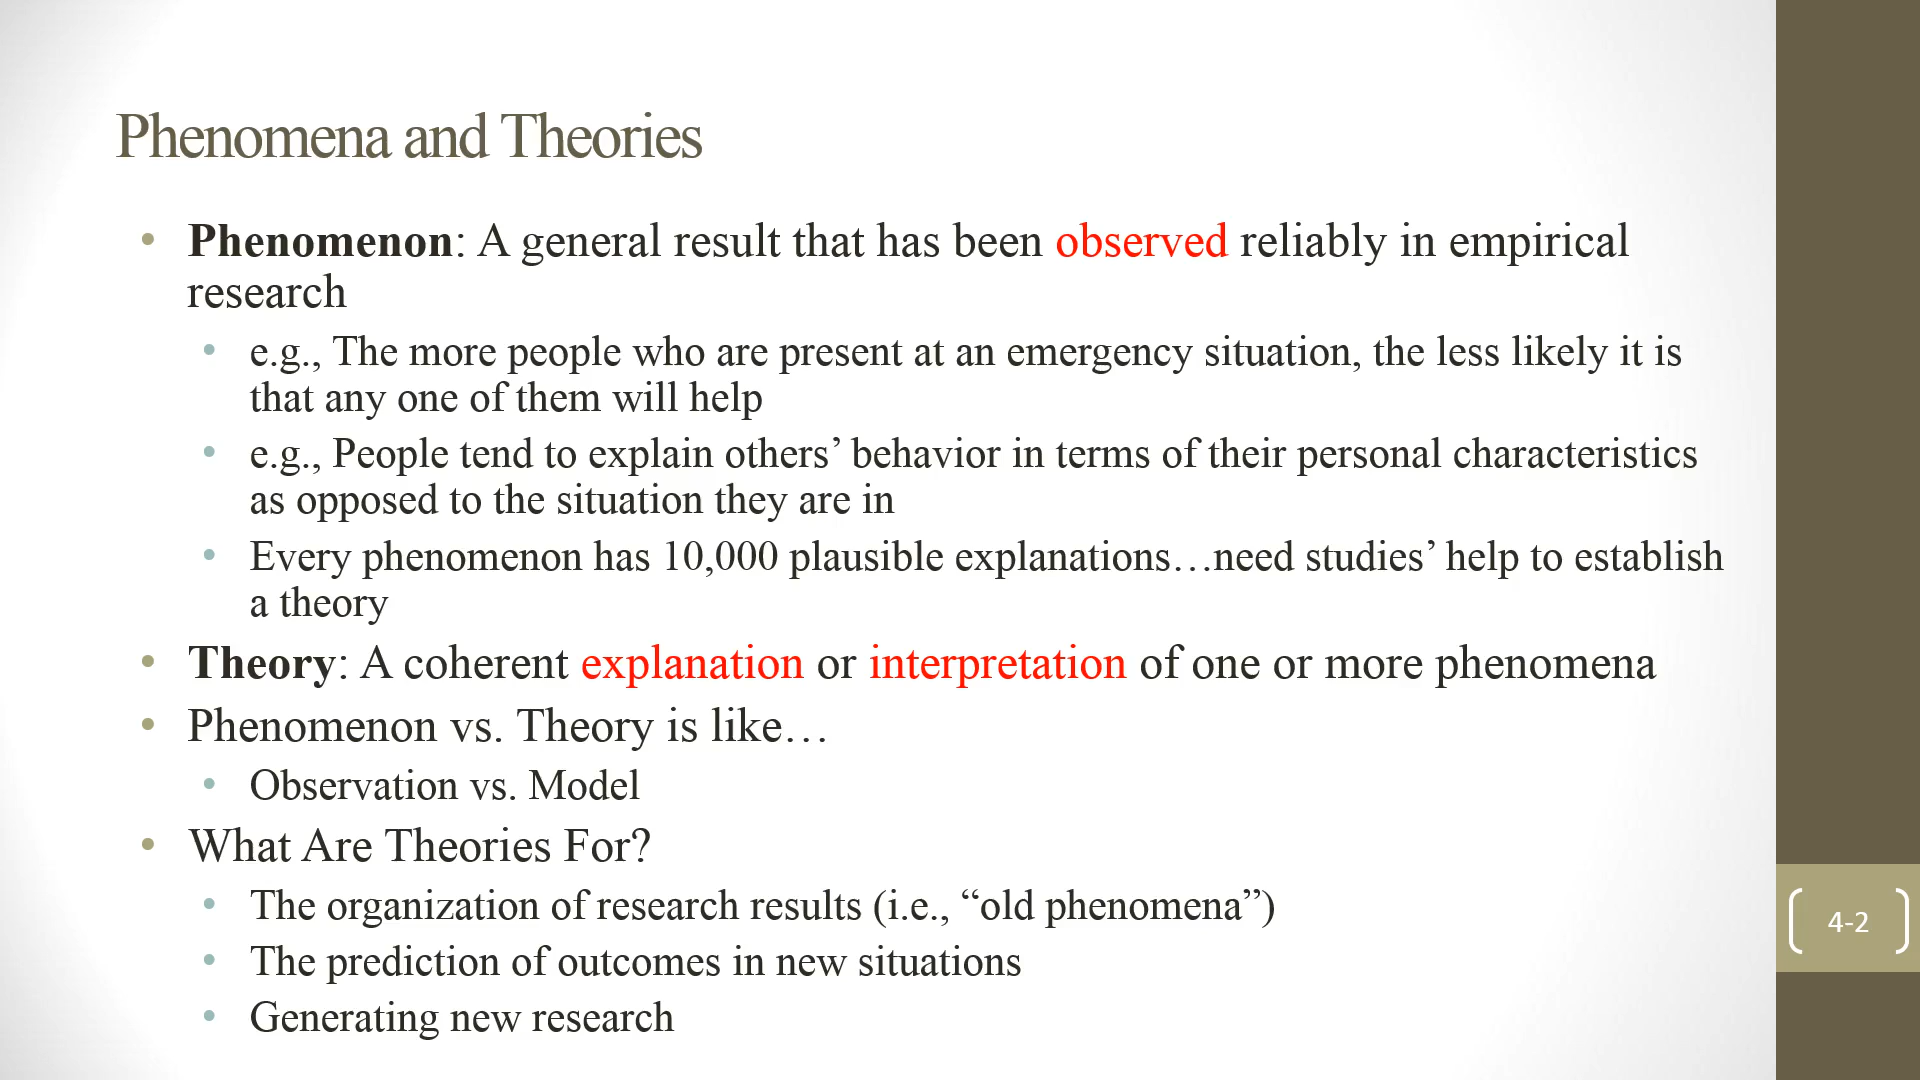 Phenomena and Theories
• Phenomenon: A general result that has been observed reliably in empirical
research
• e.g., The more people who are present at an emergency situation, the less likely it is
that any one of them will help
• e.g., People tend to explain others’ behavior in terms of their personal characteristics
as opposed to the situation they are in
• Every phenomenon has 10,000 plausible explanations…need studies’ help to establish
a theory
• Theory: A coherent explanation or interpretation of one or more phenomena
• Phenomenon vs. Theory is like…
• Observation vs. Model
• What Are Theories For?
• The organization of research results (i.e., “old phenomena”)
• The prediction of outcomes in new situations
• Generating new research
4-2